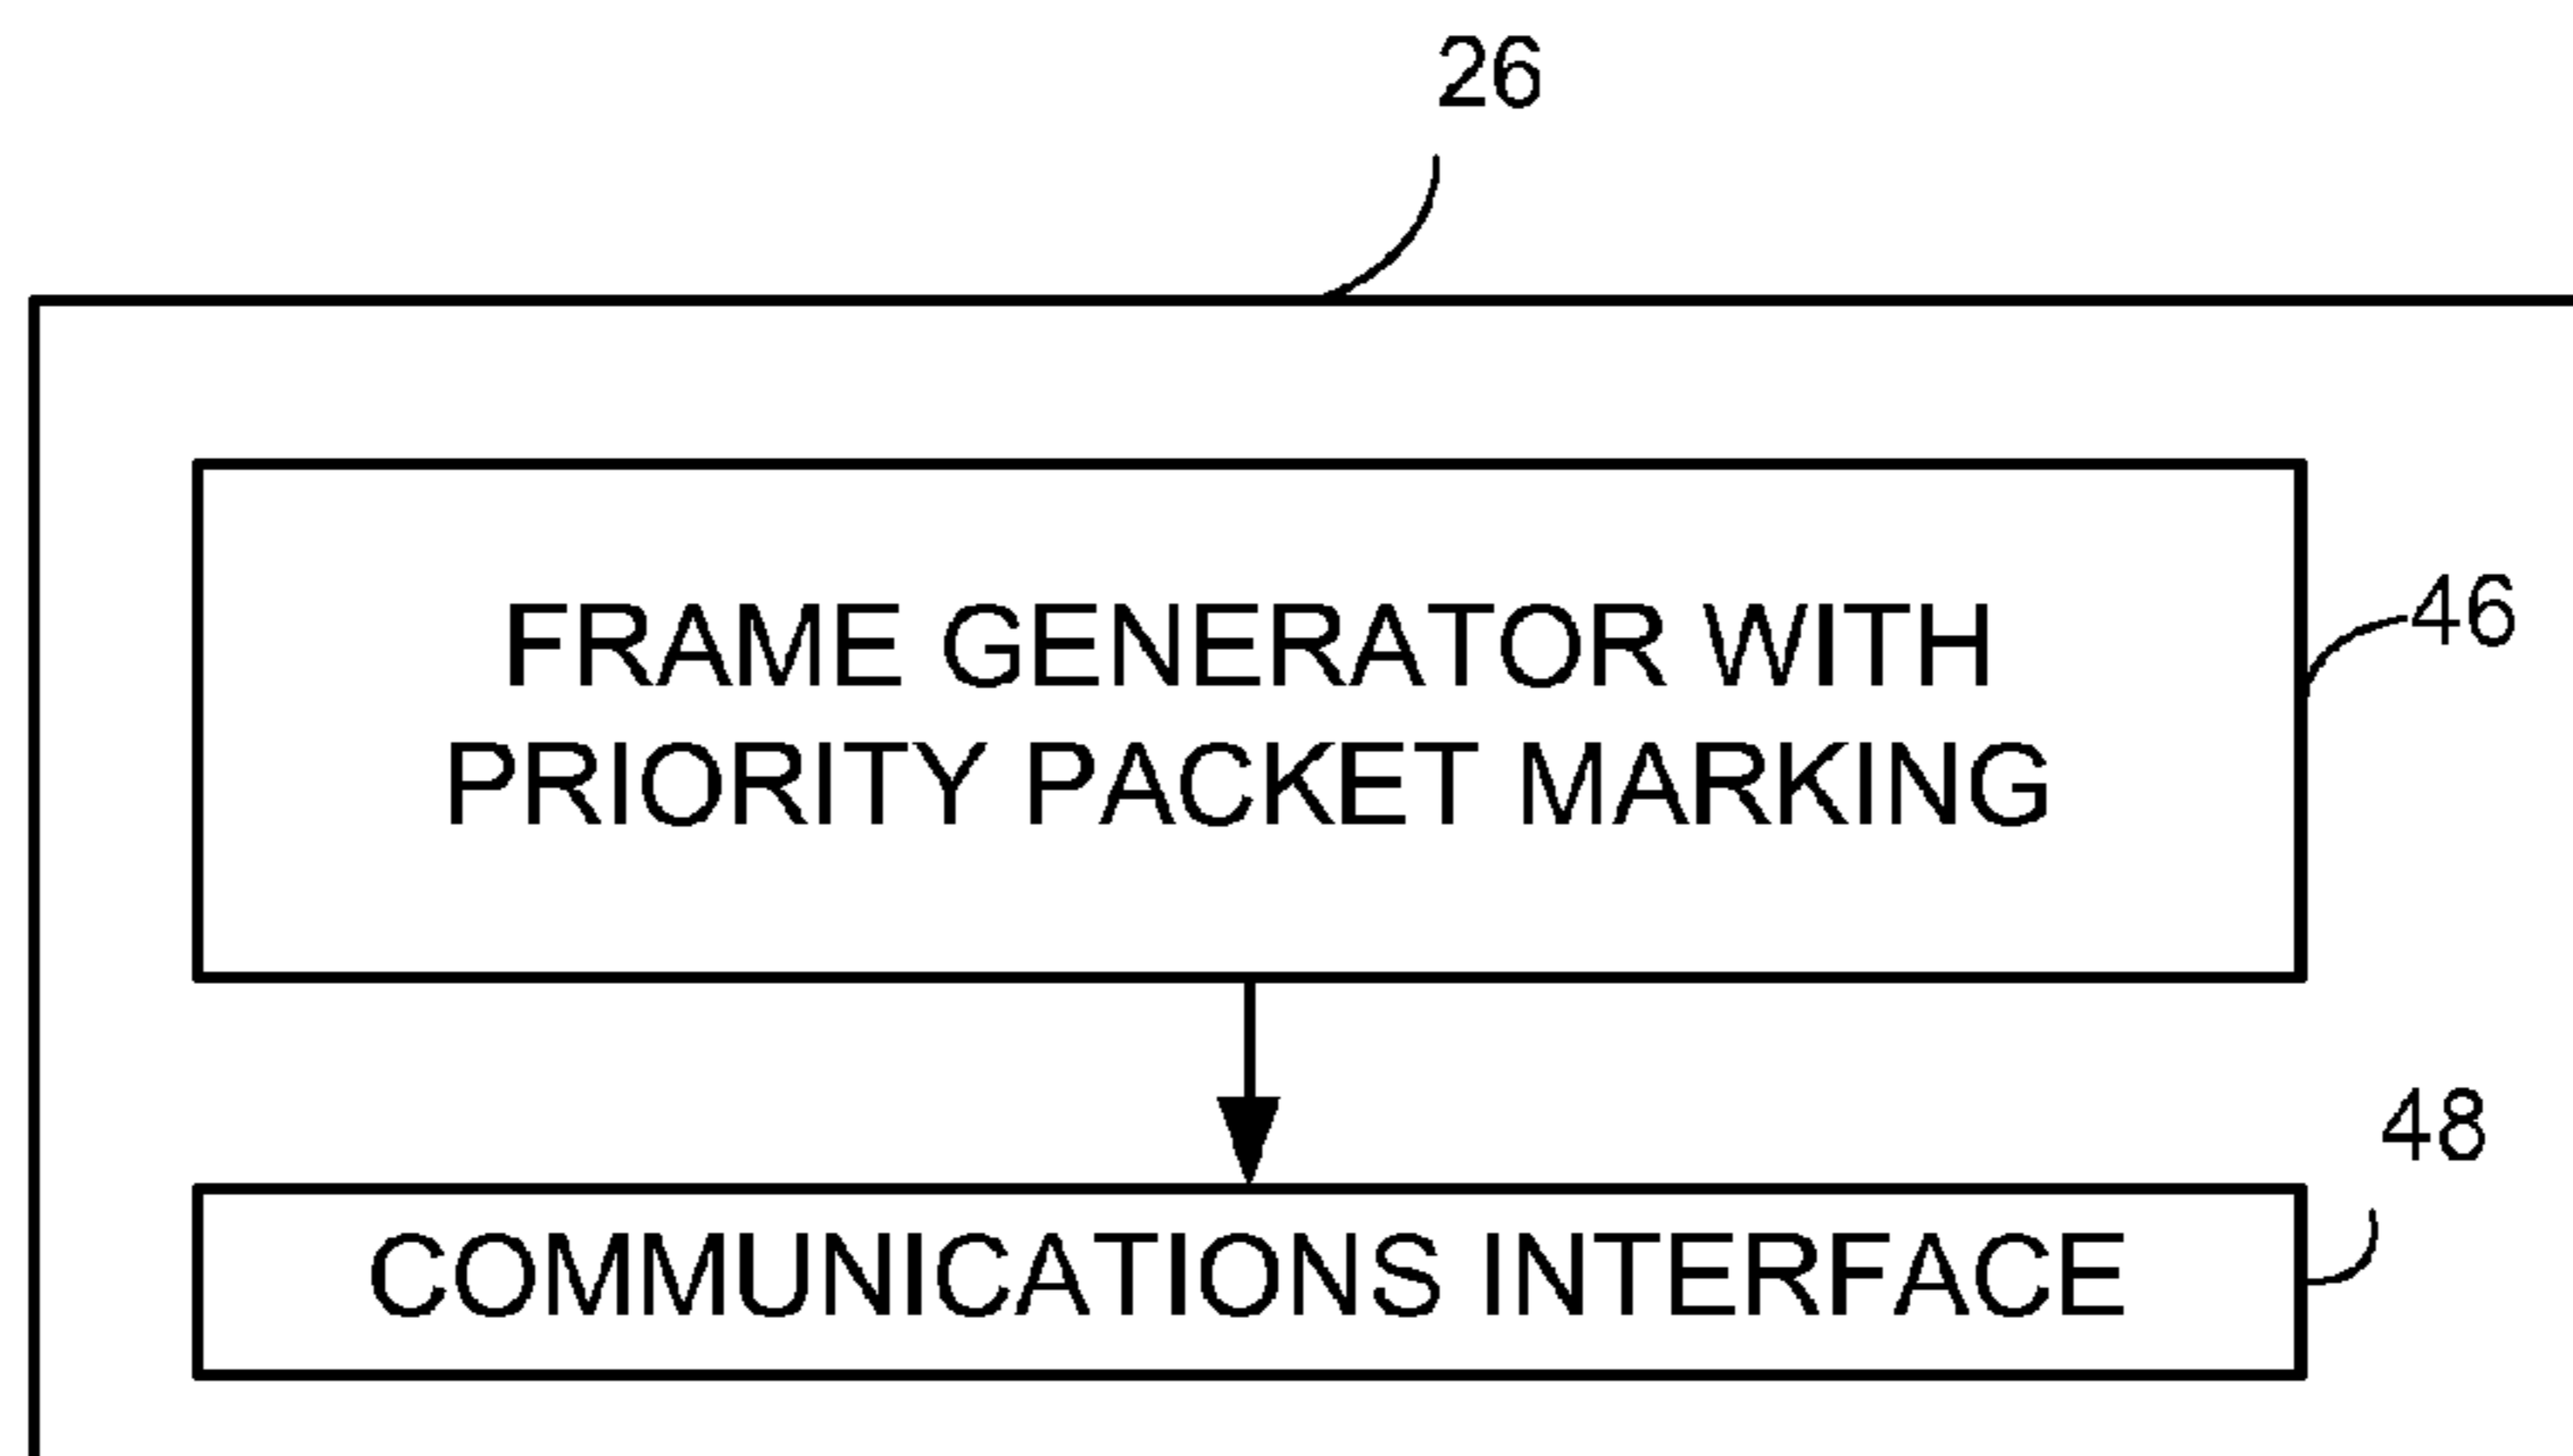 26
FRAME GENERATOR WITH
PRIORITY PACKET MARKING
46
48
COMMUNICATIONS INTERFACE